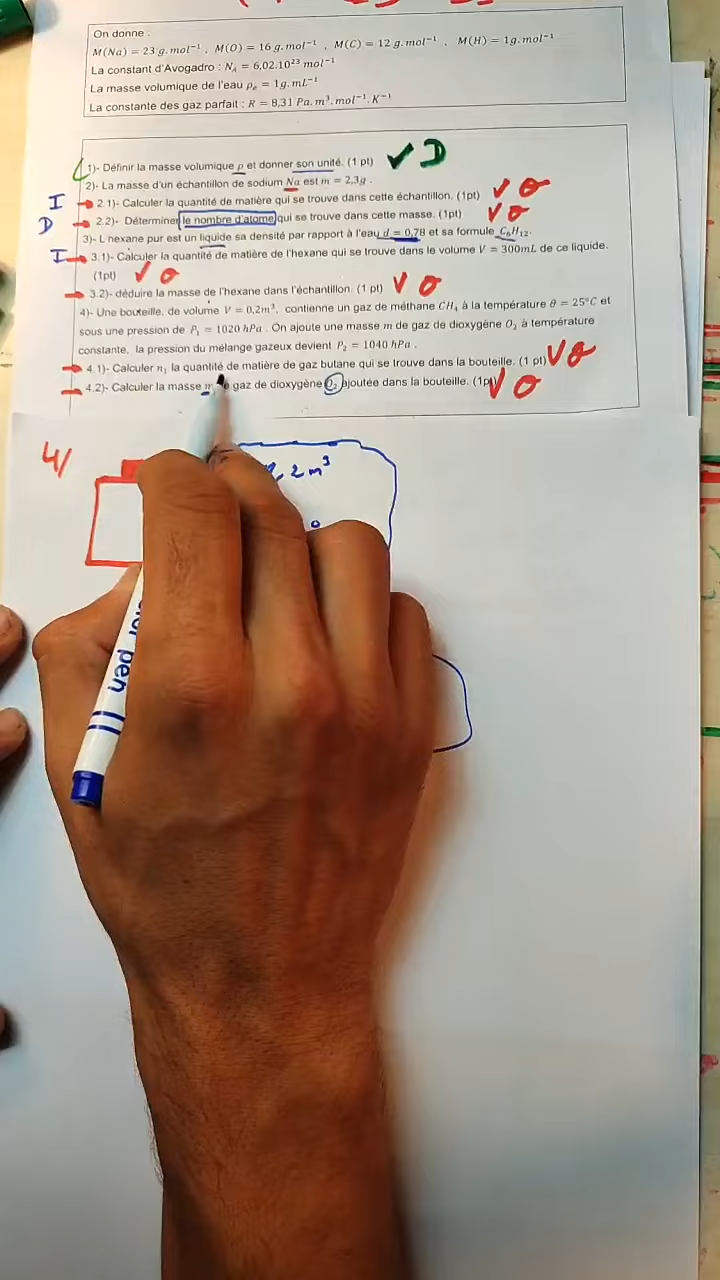 On donne :
M(Na) = 23 g.mol⁻¹ , M(O) = 16 g.mol⁻¹ , M(C) = 12 g.mol⁻¹ , M(H) = 1g.mol⁻¹
La constant d'Avogadro : Nₐ = 6,02.10²³ mol⁻¹
La masse volumique de l'eau ρₑ = 1g.mL⁻¹
La constante des gaz parfait : R = 8,31 Pa.m³.mol⁻¹.K⁻¹
1)- Définir la masse volumique ρ et donner son unité. (1 pt) D
2)- La masse d'un échantillon de sodium Na est m = 2,3g .
I 2.1)- Calculer la quantité de matière qui se trouve dans cette échantillon. (1pt)
D 2.2)- Déterminer le nombre d'atome qui se trouve dans cette masse. (1pt)
3)- L hexane pur est un liquide sa densité par rapport à l'eau d = 0,78 et sa formule C₆H₁₂.
I 3.1)- Calculer la quantité de matière de l'hexane qui se trouve dans le volume V = 300mL de ce liquide.
(1pt)
3.2)- déduire la masse de l'hexane dans l'échantillon. (1 pt)
4)- Une bouteille, de volume V = 0,2m³, contienne un gaz de méthane CH₄ à la température θ = 25°C et
sous une pression de P₁ = 1020 hPa . On ajoute une masse m de gaz de dioxygène O₂ à température
constante, la pression du mélange gazeux devient P₂ = 1040 hPa .
4.1)- Calculer n₁ la quantité de matière de gaz butane qui se trouve dans la bouteille. (1 pt)
4.2)- Calculer la masse gaz de dioxygène O₂ ajoutée dans la bouteille. (1p
4/
2 m³
pen